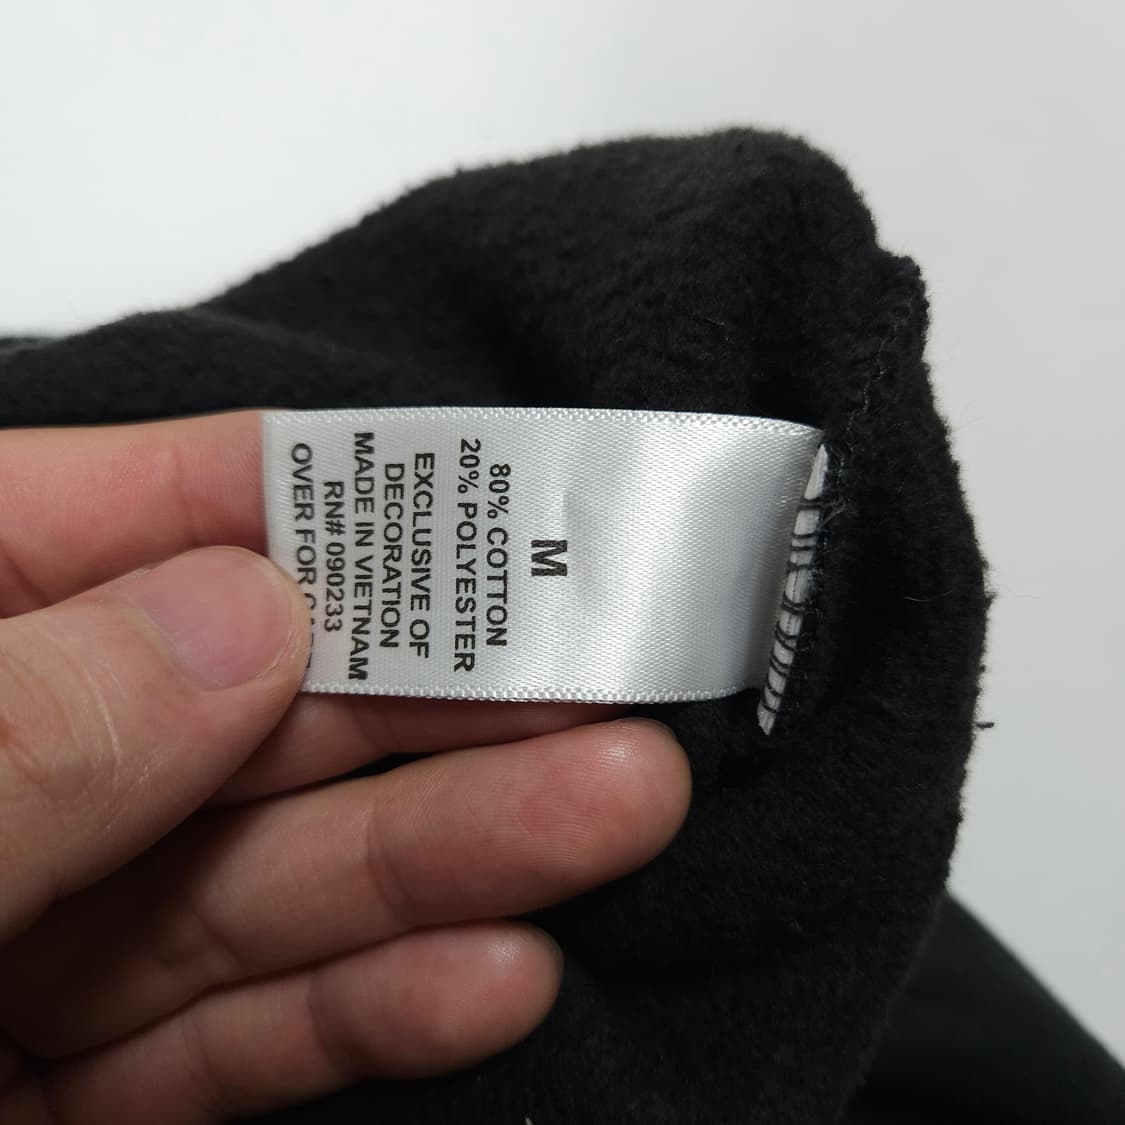 M
80% COTTON
20% POLYESTER
EXCLUSIVE OF
DECORATION
MADE IN VIETNAM
RN# 090233
OVER FOR